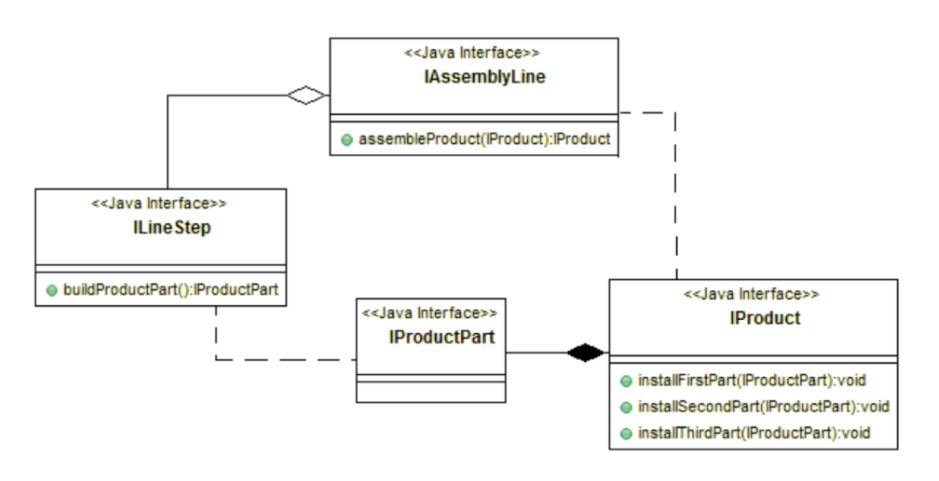 <<Java Interface>>
IAssemblyLine
assembleProduct(IProduct):IProduct
<<Java Interface>>
ILineStep
buildProductPart():IProductPart
<<Java Interface>>
IProductPart
<<Java Interface>>
IProduct
installFirstPart(IProductPart):void
installSecondPart(IProductPart):void
installThirdPart(IProductPart):void